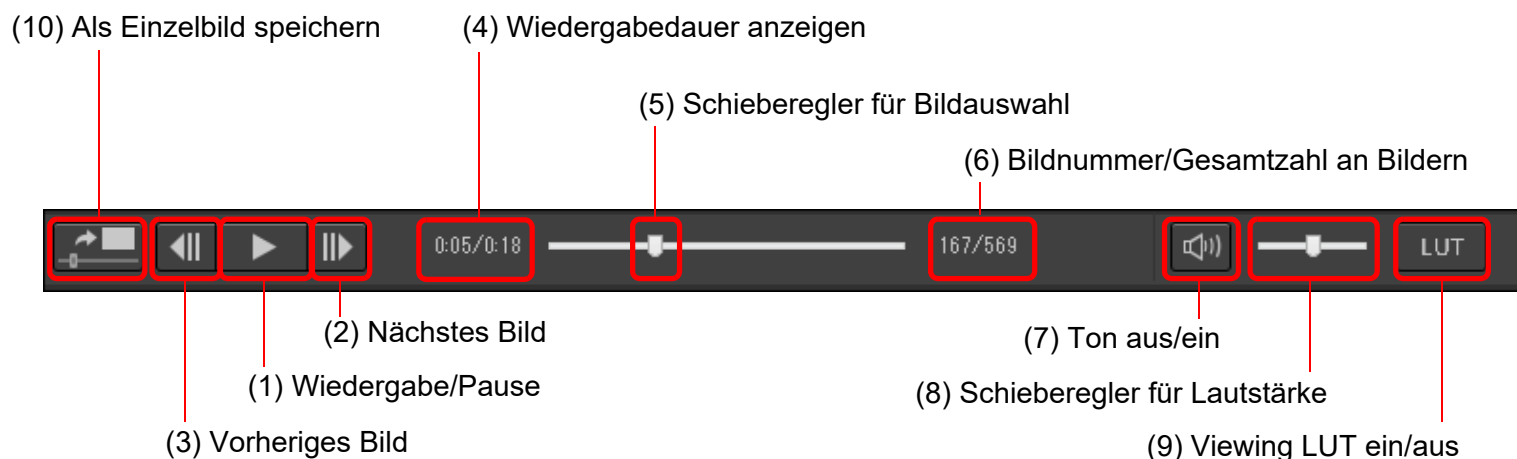 (10) Als Einzelbild speichern
(4) Wiedergabedauer anzeigen
(5) Schieberegler für Bildauswahl
(6) Bildnummer/Gesamtzahl an Bildern
0:05/0:18
167/569
LUT
(2) Nächstes Bild
(7) Ton aus/ein
(1) Wiedergabe/Pause
(8) Schieberegler für Lautstärke
(3) Vorheriges Bild
(9) Viewing LUT ein/aus